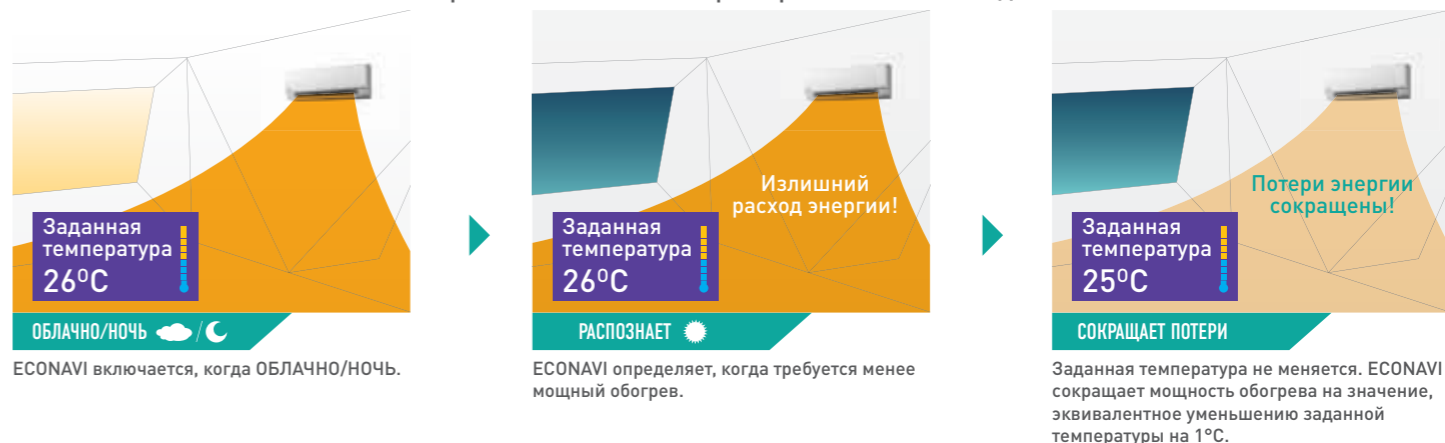 Заданная
температура
26⁰C
ОБЛАЧНО/НОЧЬ
ECONAVI включается, когда ОБЛАЧНО/НОЧЬ.
Излишний
расход энергии!
Заданная
температура
26⁰C
РАСПОЗНАЕТ
ECONAVI определяет, когда требуется менее
мощный обогрев.
Потери энергии
сокращены!
Заданная
температура
25⁰C
СОКРАЩАЕТ ПОТЕРИ
Заданная температура не меняется. ECONAVI
сокращает мощность обогрева на значение,
эквивалентное уменьшению заданной
температуры на 1°C.